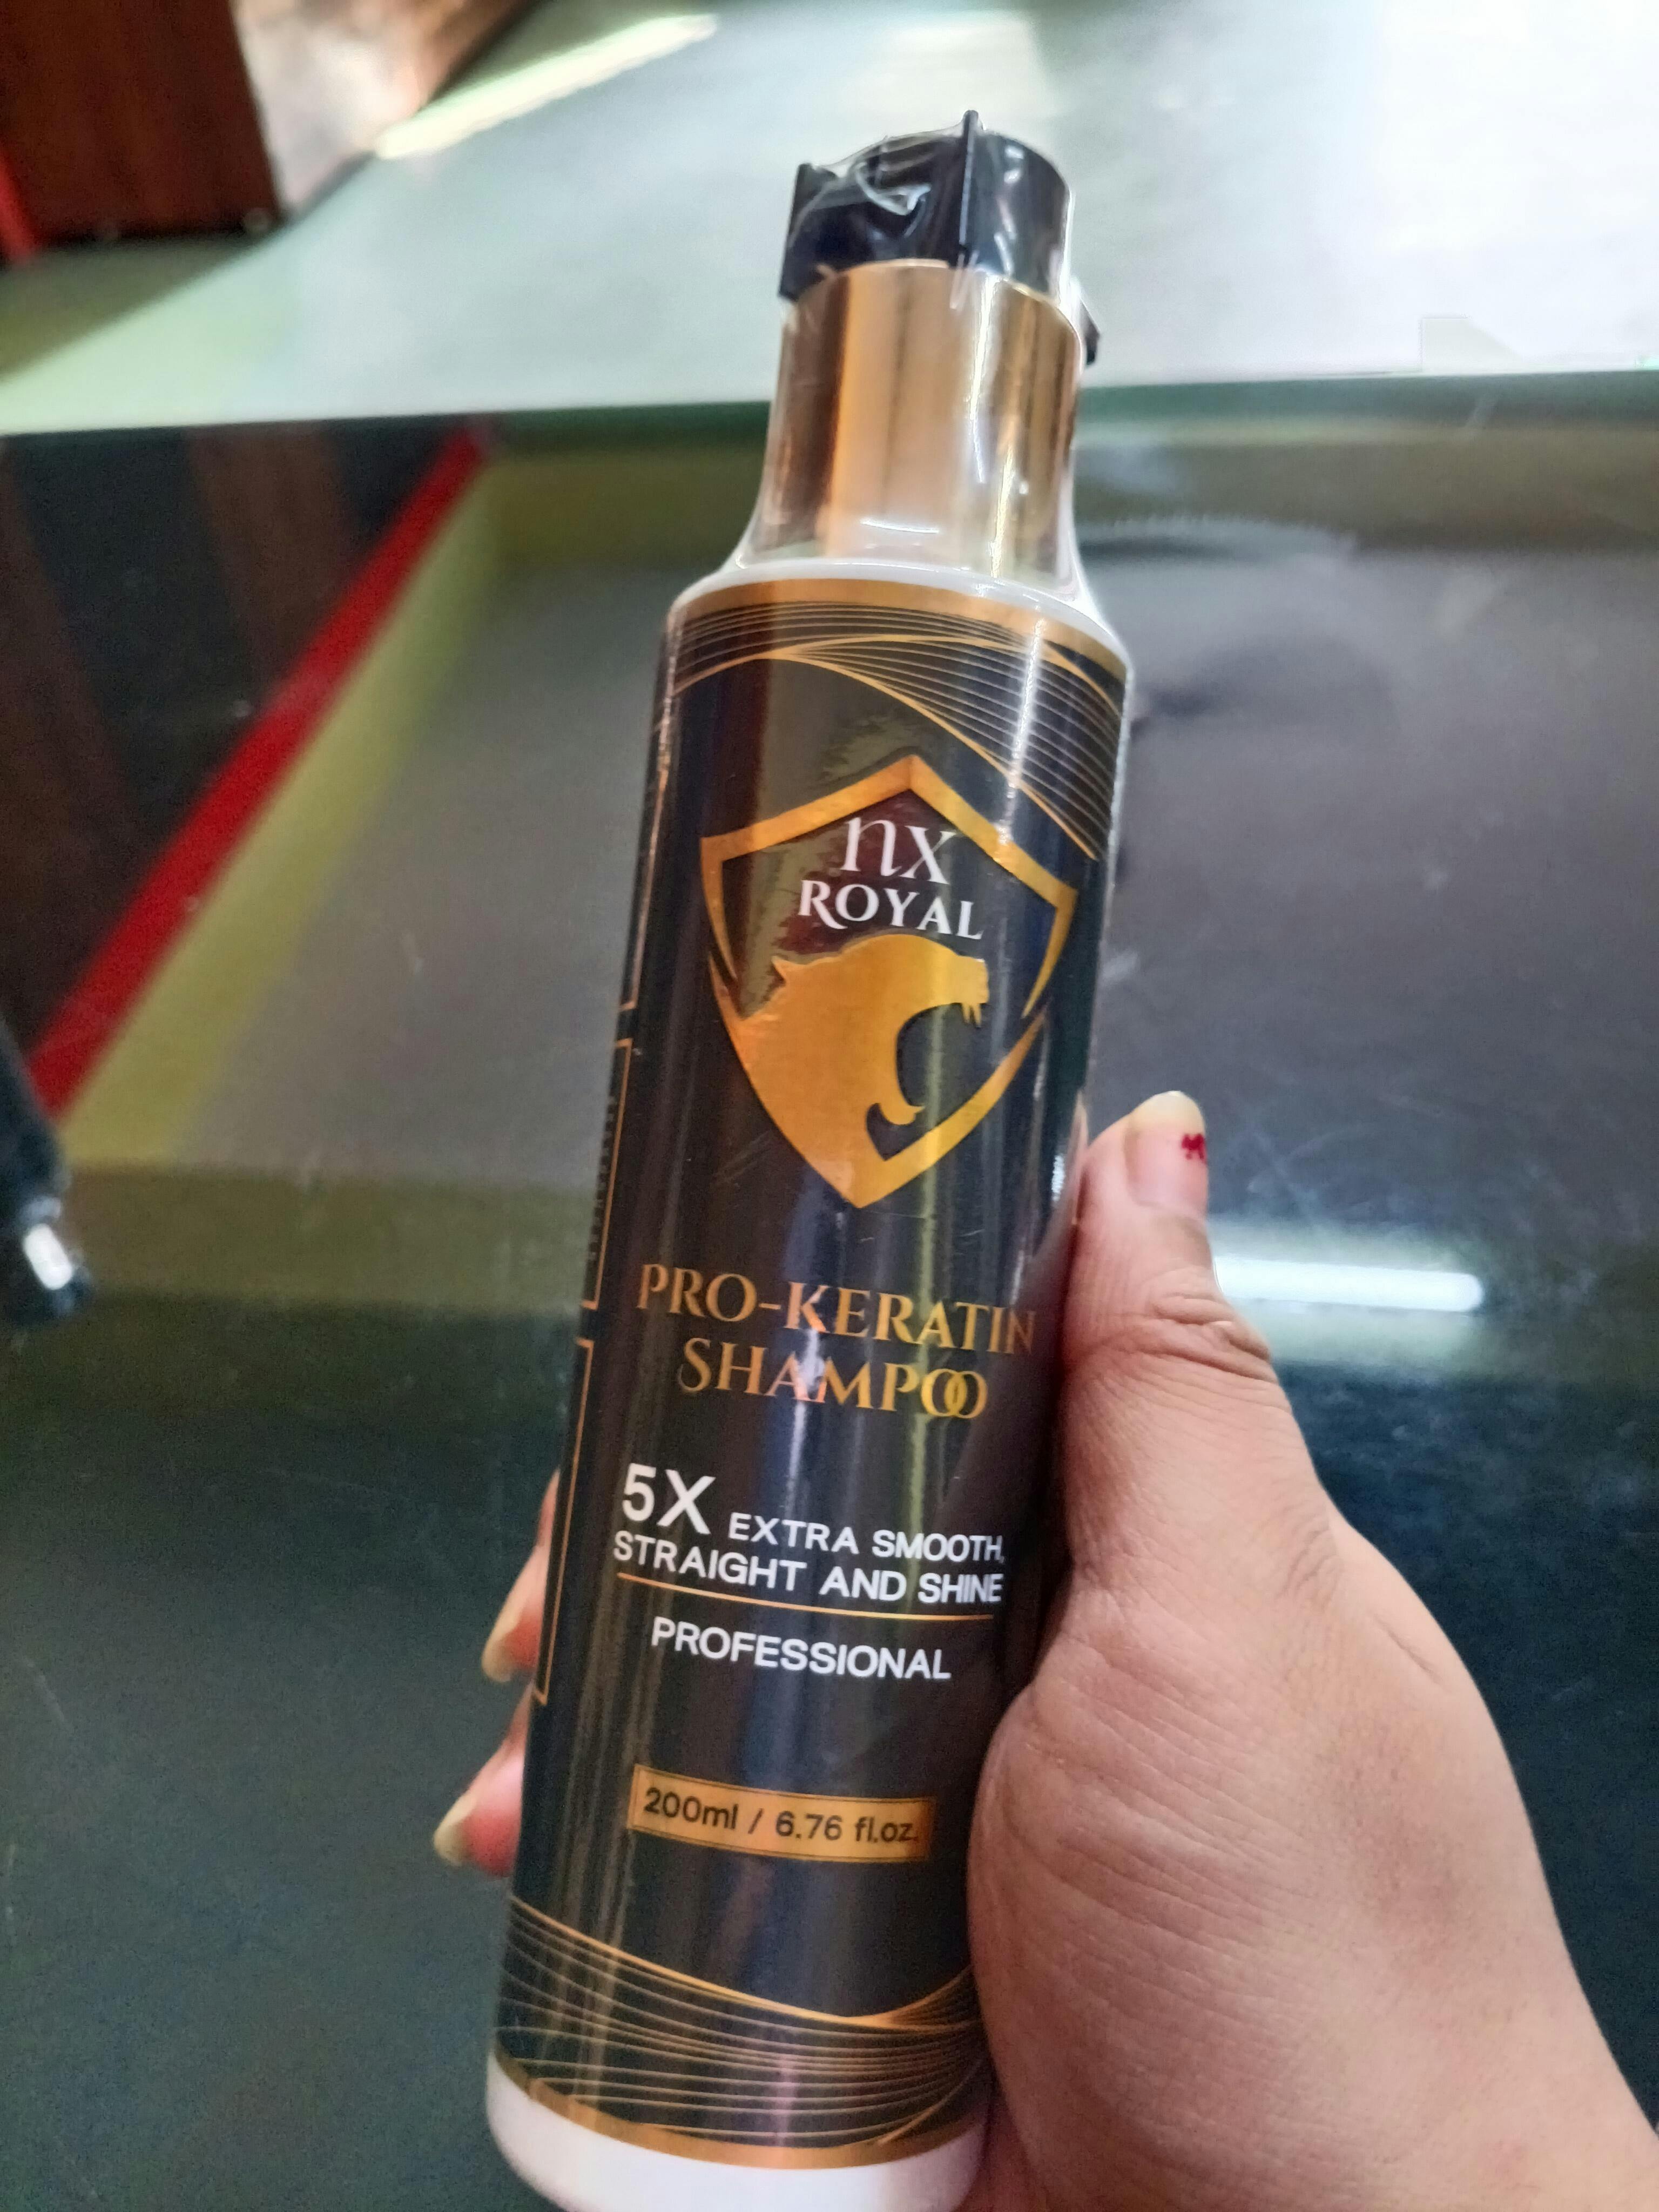 nx
ROYAL
PRO-KERATIN
SHAMPOO
5X EXTRA SMOOTH,
STRAIGHT AND SHINE
PROFESSIONAL
200ml / 6.76 fl.oz.